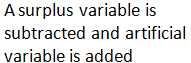 A surplus variable is
subtracted and artificial
variable is added